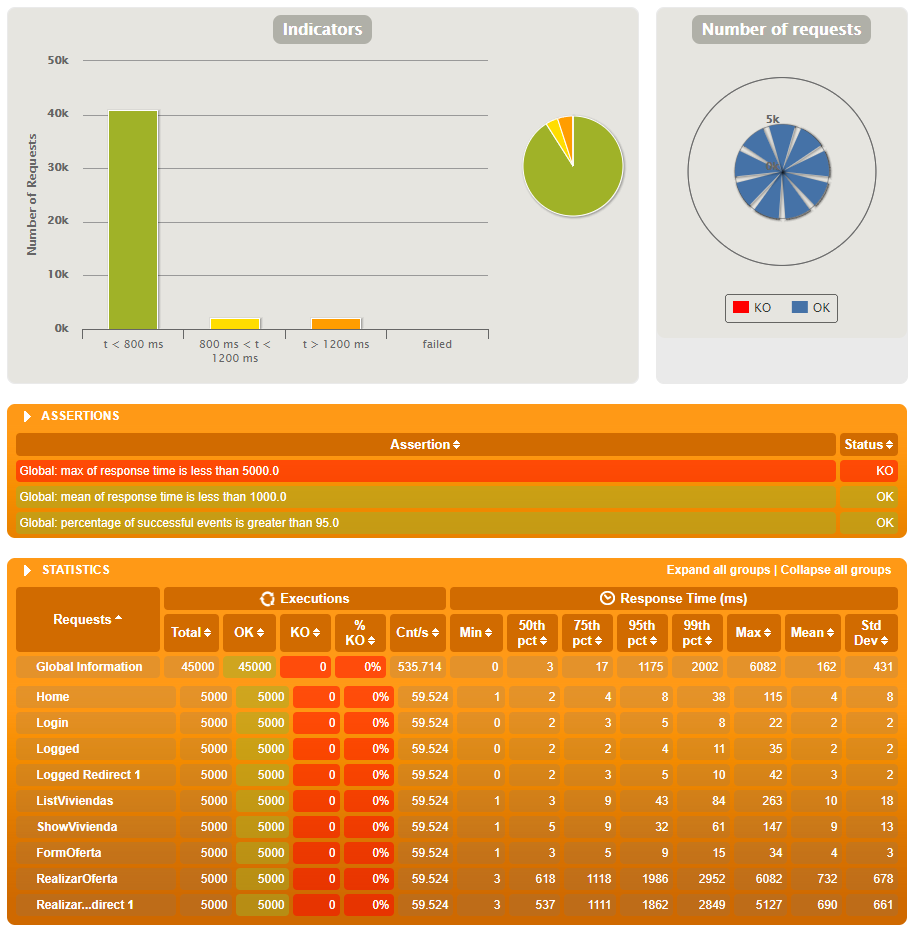 Indicators
Number of Requests
50k
40k
30k
20k
10k
0k
t < 800 ms
800 ms < t <
1200 ms
t > 1200 ms
failed
Number of requests
5k
KO OK
ASSERTIONS
Assertion Status
Global: max of response time is less than 5000.0 KO
Global: mean of response time is less than 1000.0 OK
Global: percentage of successful events is greater than 95.0 OK
STATISTICS Expand all groups | Collapse all groups
Requests Executions Response Time (ms)
Total OK KO % KO Cnt/s Min 50th pct 75th pct 95th pct 99th pct Max Mean Std Dev
Global Information 45000 45000 0 0% 535.714 0 3 17 1175 2002 6082 162 431
Home 5000 5000 0 0% 59.524 1 2 4 8 38 115 4 8
Login 5000 5000 0 0% 59.524 0 2 3 5 8 22 2 2
Logged 5000 5000 0 0% 59.524 0 2 2 4 11 35 2 2
Logged Redirect 1 5000 5000 0 0% 59.524 0 2 3 5 10 42 3 2
ListViviendas 5000 5000 0 0% 59.524 1 3 9 43 84 263 10 18
ShowVivienda 5000 5000 0 0% 59.524 1 5 9 32 61 147 9 13
FormOferta 5000 5000 0 0% 59.524 1 3 5 9 15 34 4 3
RealizarOferta 5000 5000 0 0% 59.524 3 618 1118 1986 2952 6082 732 678
Realizar...direct 1 5000 5000 0 0% 59.524 3 537 1111 1862 2849 5127 690 661